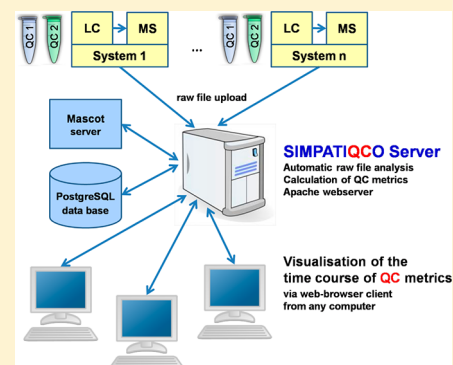 QC 1
QC 2
LC
MS
System 1
...
QC 1
QC 2
LC
MS
System n
raw file upload
Mascot
server
PostgreSQL
data base
SIMPATIQCO Server
Automatic raw file analysis
Calculation of QC metrics
Apache webserver
Visualisation of the
time course of QC metrics
via web-browser client
from any computer